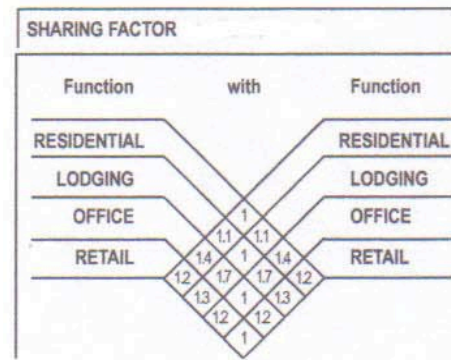 SHARING FACTOR
Function with Function
RESIDENTIAL RESIDENTIAL
LODGING LODGING
OFFICE OFFICE
RETAIL RETAIL
1
1.1 1.1
1.4 1 1.4
1.2 1.7 1.7 1.2
1.3 1 1.3
1.2 1.2
1